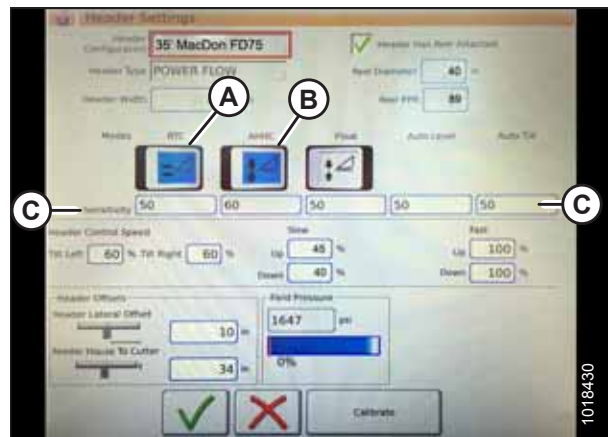 Header Settings
Header Configuration 35' MacDon FD75 Header Has Reel Attached
Header Type POWER FLOW Reel Diameter 40 in
Header Width Reel PPR 89
A B
Modes RTC AHHC Float Auto Level Auto Tilt
C Sensitivity 50 60 50 50 50 C
Header Control Speed Slow Fast
Tilt Left 60 % Tilt Right 60 % Up 45 % Up 100 %
Down 40 % Down 100 %
Header Offsets Field Pressure
Header Lateral Offset 1647 psi
10 in
Feeder House To Cutter 0%
34 in
Calibrate
1018430